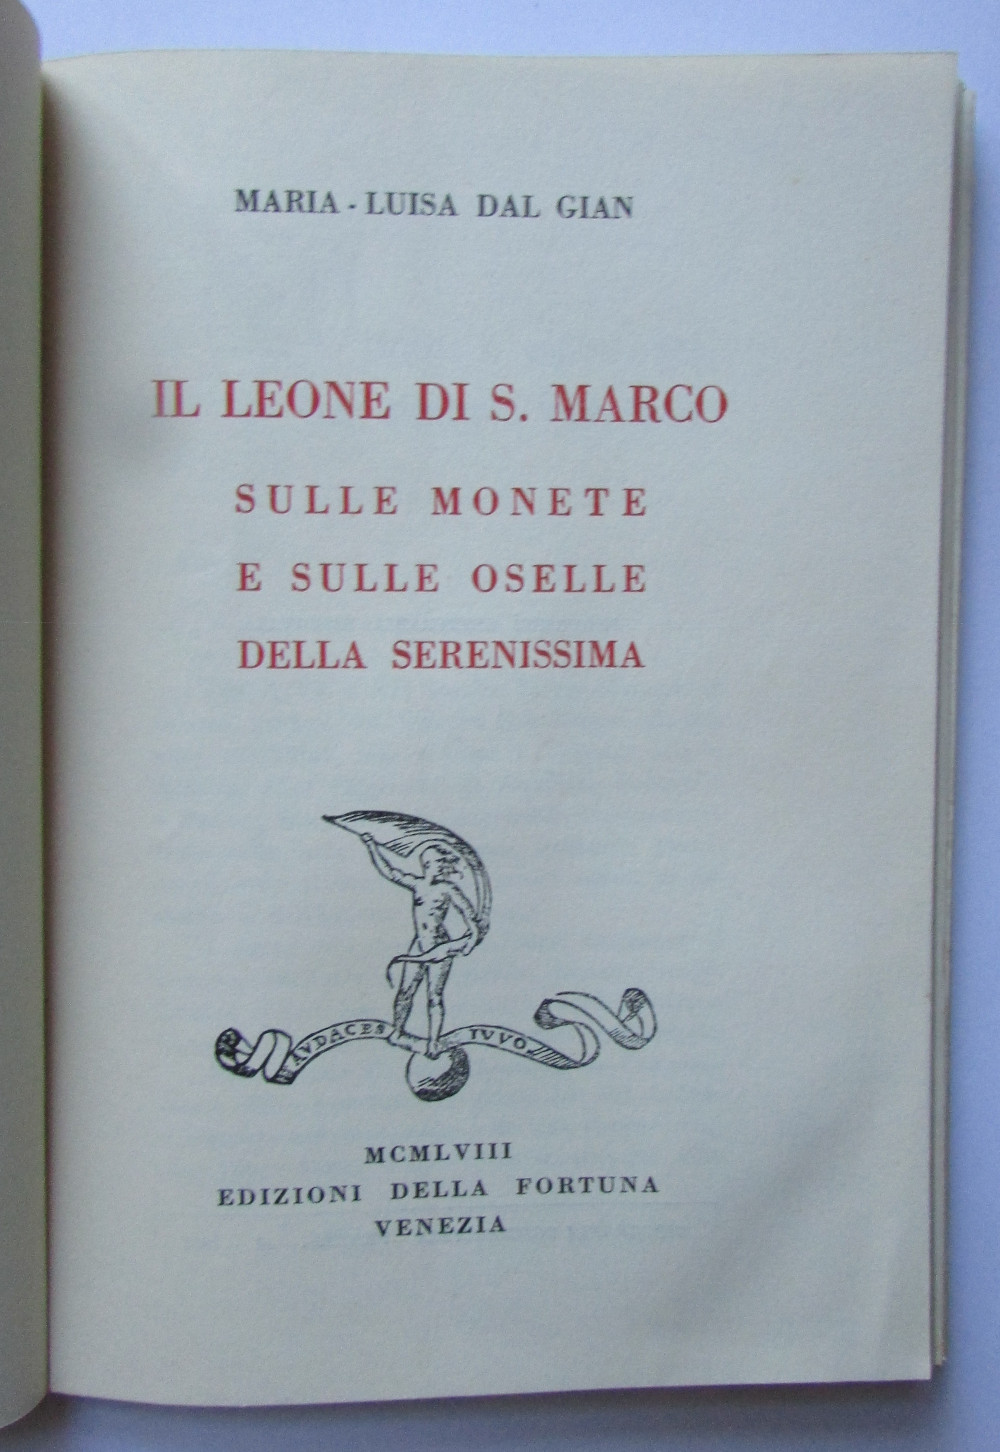 MARIA - LUISA DAL GIAN
IL LEONE DI S. MARCO
SULLE MONETE
E SULLE OSELLE
DELLA SERENISSIMA
AVDACES IVVO
MCMLVIII
EDIZIONI DELLA FORTUNA
VENEZIA